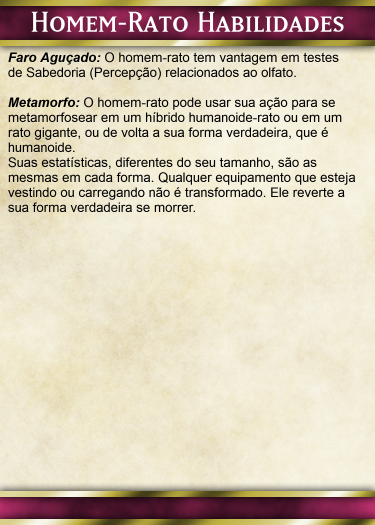 Homem-Rato Habilidades
Faro Aguçado: O homem-rato tem vantagem em testes
de Sabedoria (Percepção) relacionados ao olfato.
Metamorfo: O homem-rato pode usar sua ação para se
metamorfosear em um híbrido humanoide-rato ou em um
rato gigante, ou de volta a sua forma verdadeira, que é
humanoide.
Suas estatísticas, diferentes do seu tamanho, são as
mesmas em cada forma. Qualquer equipamento que esteja
vestindo ou carregando não é transformado. Ele reverte a
sua forma verdadeira se morrer.